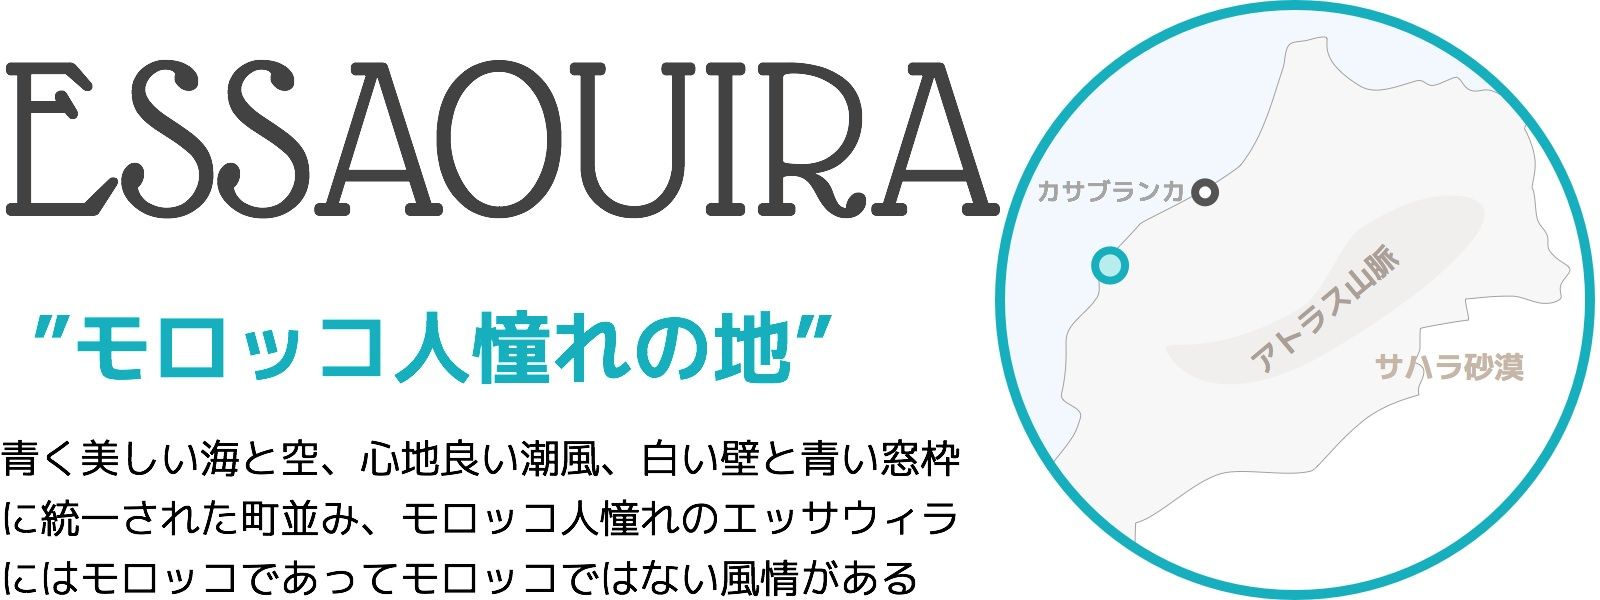 ESSAOUIRA
”モロッコ人憧れの地”
青く美しい海と空、心地良い潮風、白い壁と青い窓枠
に統一された町並み、モロッコ人憧れのエッサウィラ
にはモロッコであってモロッコではない風情がある
カサブランカ
アトラス山脈
サハラ砂漠